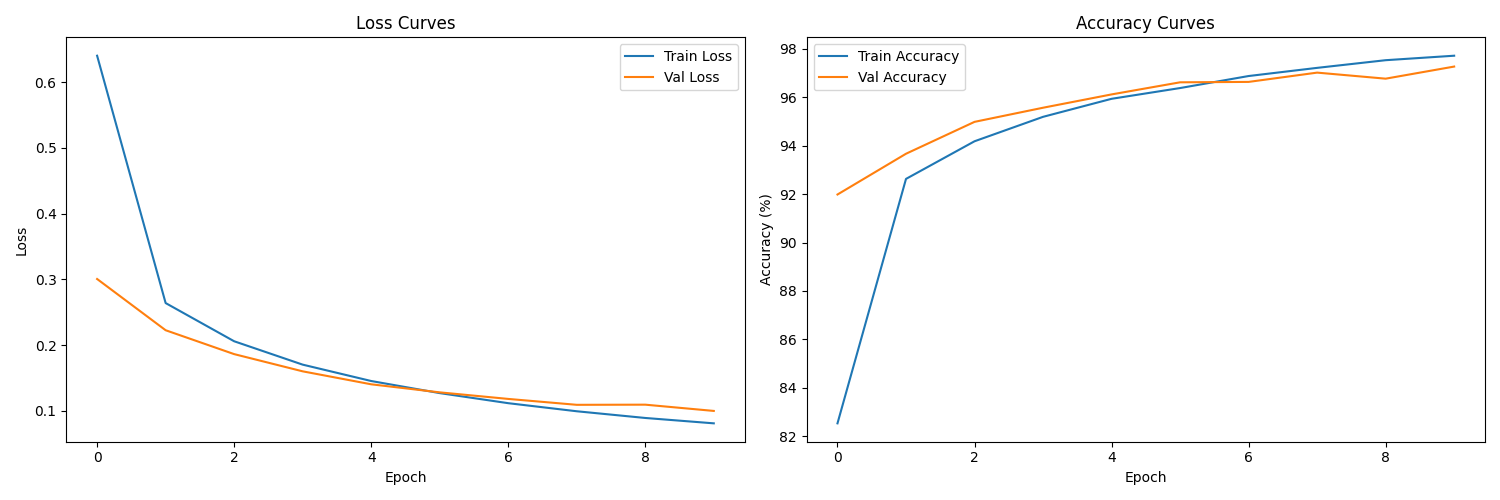 Loss Curves
Train Loss
Val Loss
0.6
0.5
0.4
0.3
0.2
0.1
Loss
0 2 4 6 8
Epoch
Accuracy Curves
Train Accuracy
Val Accuracy
98
96
94
92
90
88
86
84
82
Accuracy (%)
0 2 4 6 8
Epoch